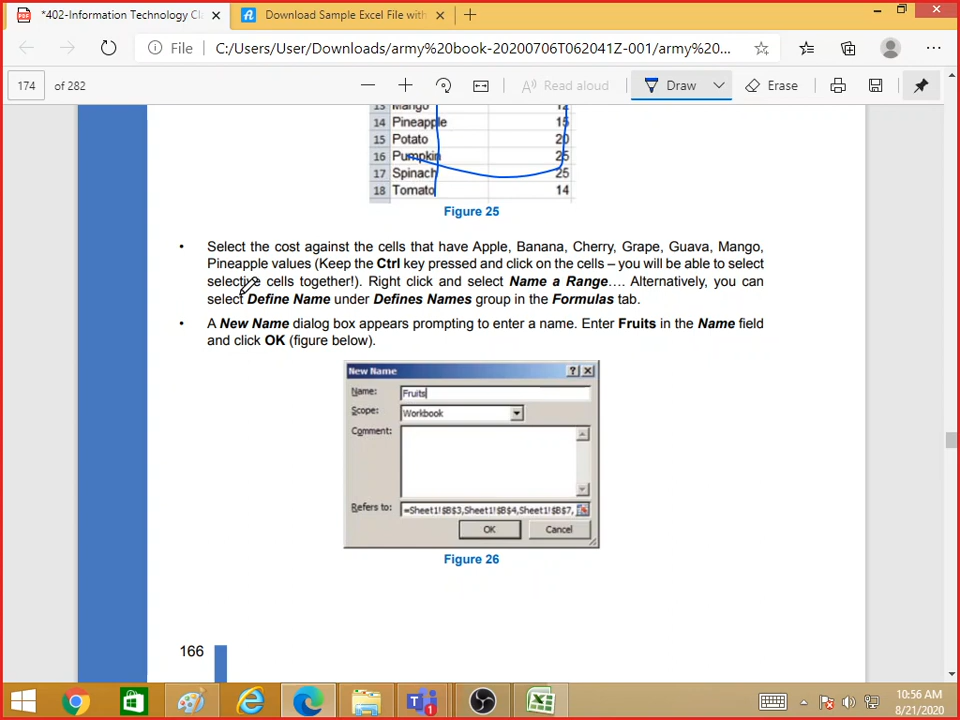 *402-Information Technology Cl
Download Sample Excel File with
File
C:/Users/User/Downloads/army%20book-20200706T062041Z-001/army%20...
174 of 282
Read aloud
Draw
Erase
13 Mango 12
14 Pineapple 15
15 Potato 20
16 Pumpkin 25
17 Spinach 25
18 Tomato 14
Figure 25
• Select the cost against the cells that have Apple, Banana, Cherry, Grape, Guava, Mango,
Pineapple values (Keep the Ctrl key pressed and click on the cells – you will be able to select
selective cells together!). Right click and select Name a Range…. Alternatively, you can
select Define Name under Defines Names group in the Formulas tab.
• A New Name dialog box appears prompting to enter a name. Enter Fruits in the Name field
and click OK (figure below).
New Name
Name: Fruits
Scope: Workbook
Comment:
Refers to: =Sheet1!$B$3,Sheet1!$B$4,Sheet1!$B$7,
OK Cancel
Figure 26
166
10:56 AM
8/21/2020